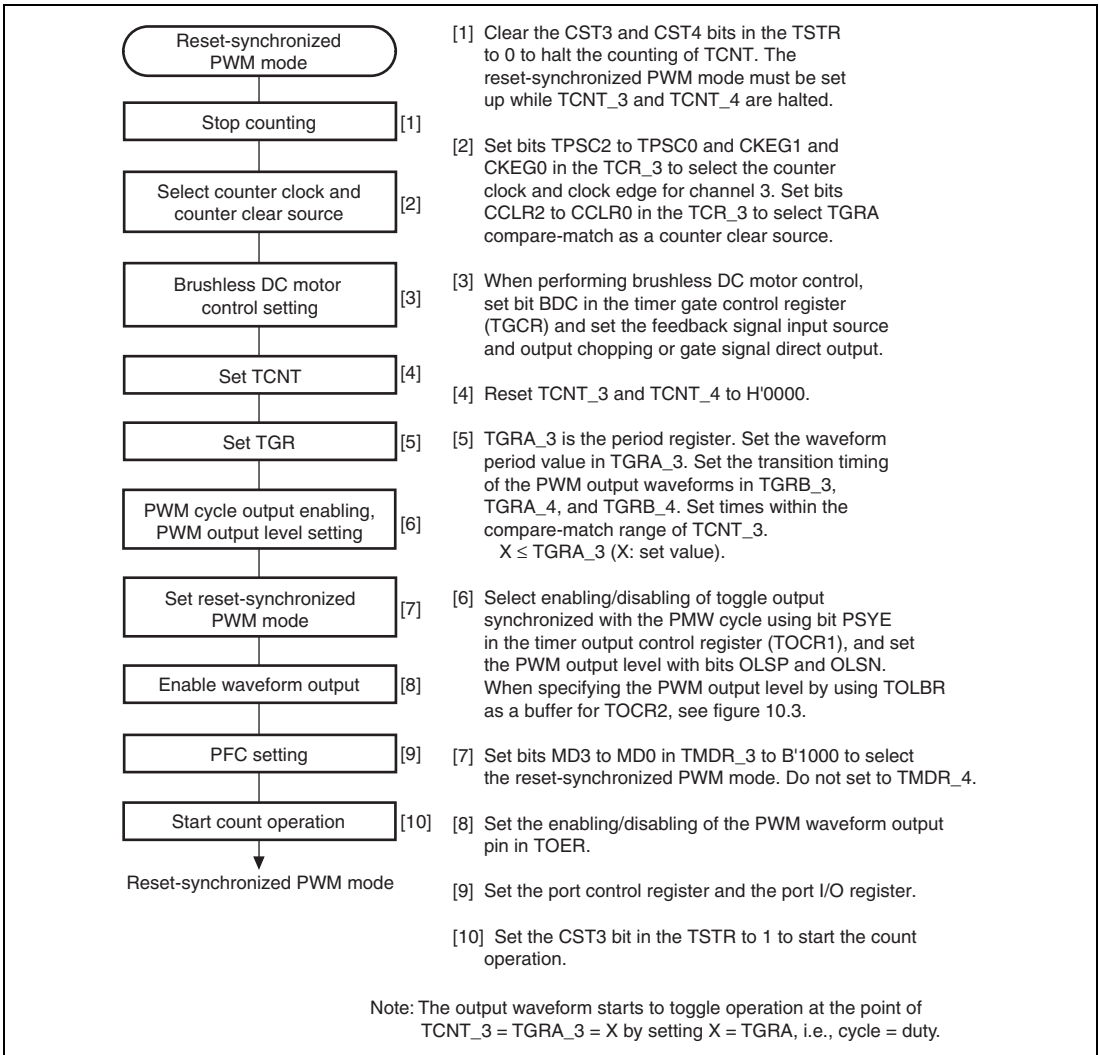 Reset-synchronized
PWM mode
Stop counting [1]
Select counter clock and
counter clear source [2]
Brushless DC motor
control setting [3]
Set TCNT [4]
Set TGR [5]
PWM cycle output enabling,
PWM output level setting [6]
Set reset-synchronized
PWM mode [7]
Enable waveform output [8]
PFC setting [9]
Start count operation [10]
Reset-synchronized PWM mode
[1] Clear the CST3 and CST4 bits in the TSTR
to 0 to halt the counting of TCNT. The
reset-synchronized PWM mode must be set
up while TCNT_3 and TCNT_4 are halted.
[2] Set bits TPSC2 to TPSC0 and CKEG1 and
CKEG0 in the TCR_3 to select the counter
clock and clock edge for channel 3. Set bits
CCLR2 to CCLR0 in the TCR_3 to select TGRA
compare-match as a counter clear source.
[3] When performing brushless DC motor control,
set bit BDC in the timer gate control register
(TGCR) and set the feedback signal input source
and output chopping or gate signal direct output.
[4] Reset TCNT_3 and TCNT_4 to H'0000.
[5] TGRA_3 is the period register. Set the waveform
period value in TGRA_3. Set the transition timing
of the PWM output waveforms in TGRB_3,
TGRA_4, and TGRB_4. Set times within the
compare-match range of TCNT_3.
X ≤ TGRA_3 (X: set value).
[6] Select enabling/disabling of toggle output
synchronized with the PMW cycle using bit PSYE
in the timer output control register (TOCR1), and set
the PWM output level with bits OLSP and OLSN.
When specifying the PWM output level by using TOLBR
as a buffer for TOCR2, see figure 10.3.
[7] Set bits MD3 to MD0 in TMDR_3 to B'1000 to select
the reset-synchronized PWM mode. Do not set to TMDR_4.
[8] Set the enabling/disabling of the PWM waveform output
pin in TOER.
[9] Set the port control register and the port I/O register.
[10] Set the CST3 bit in the TSTR to 1 to start the count
operation.
Note: The output waveform starts to toggle operation at the point of
TCNT_3 = TGRA_3 = X by setting X = TGRA, i.e., cycle = duty.